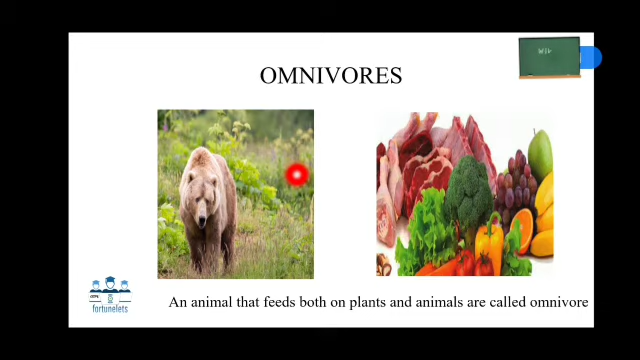 OMNIVORES
An animal that feeds both on plants and animals are called omnivore
fortunelets